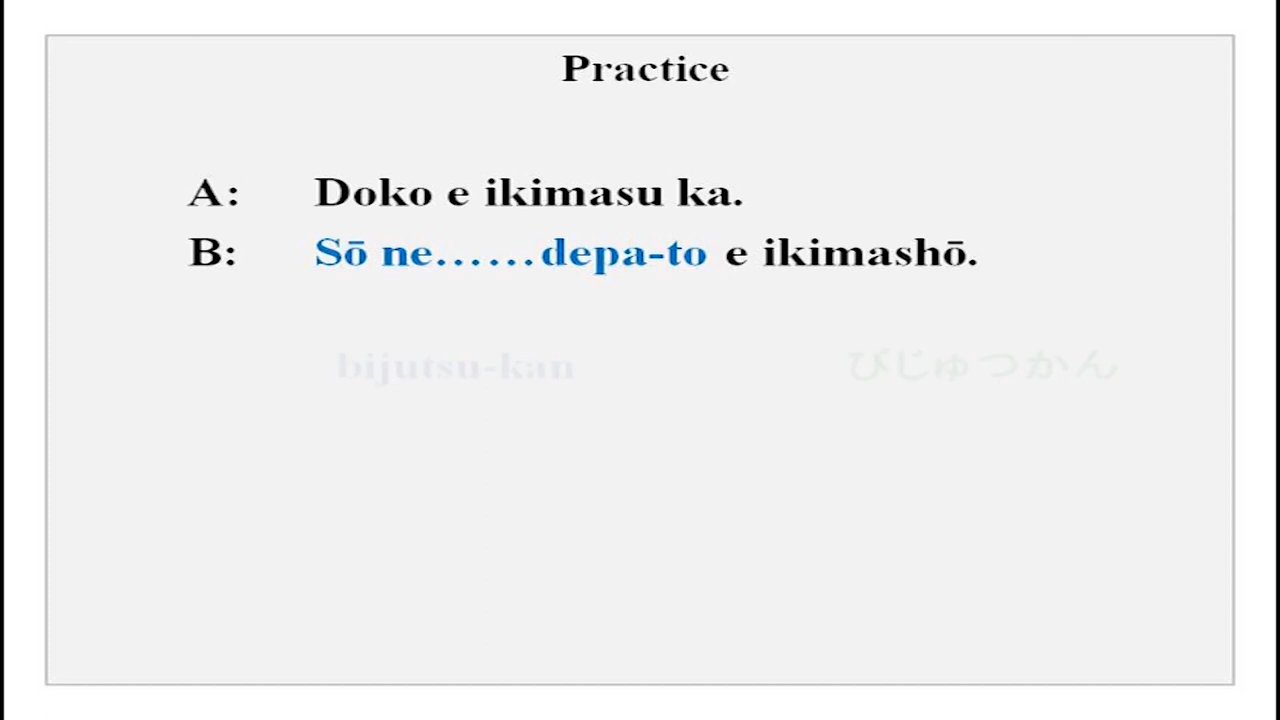 Practice
A: Doko e ikimasu ka.
B: Sō ne......depa-to e ikimashō.
bijutsu-kan びじゅつかん